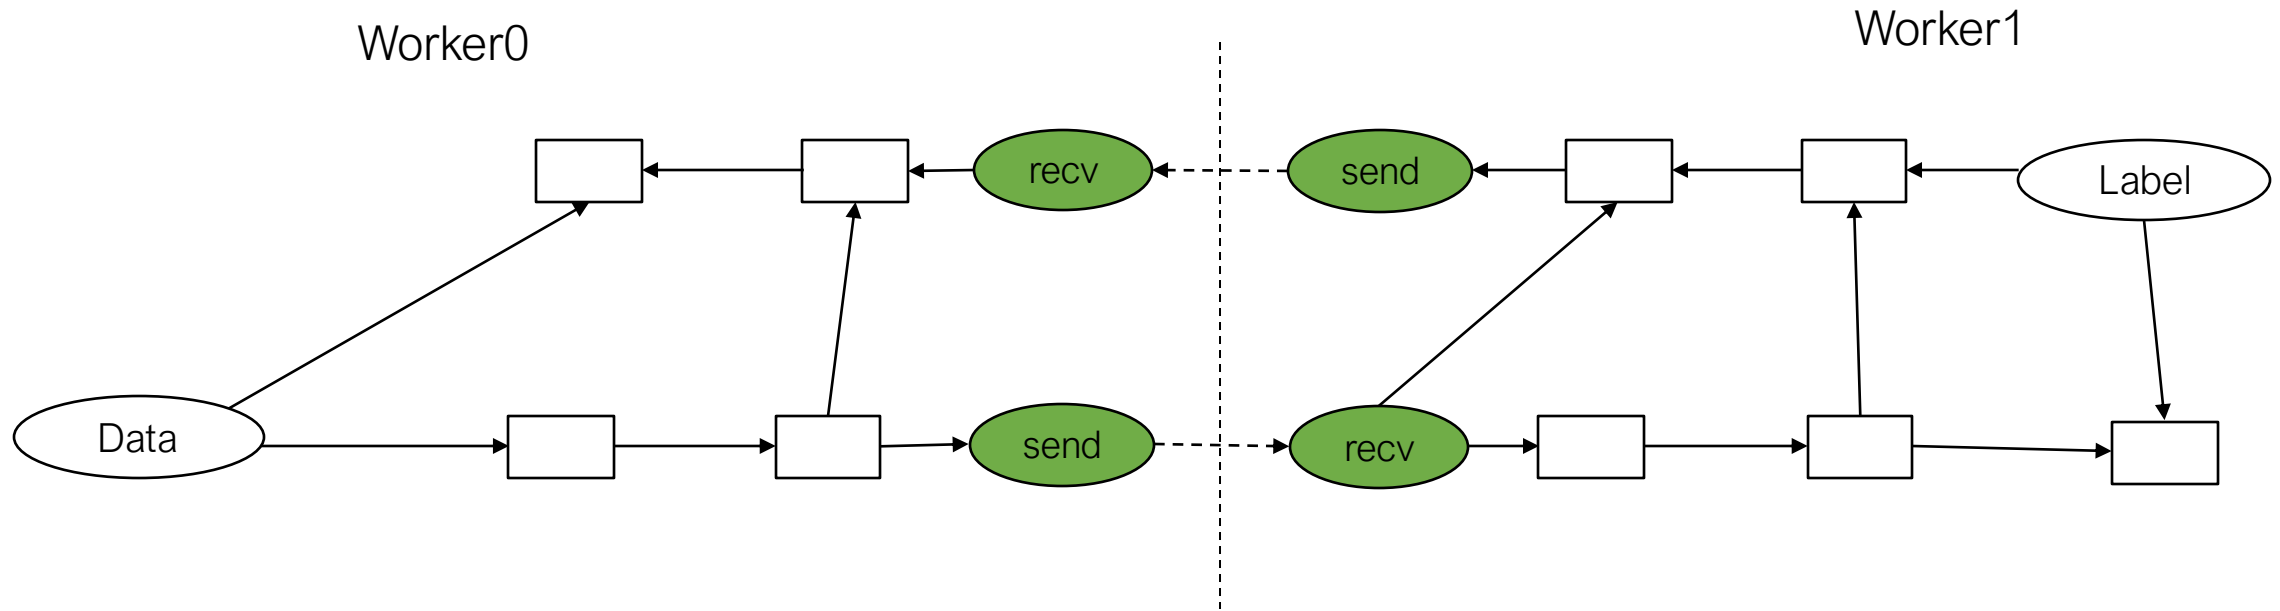 Worker0
Worker1
recv
send
Label
Data
send
recv